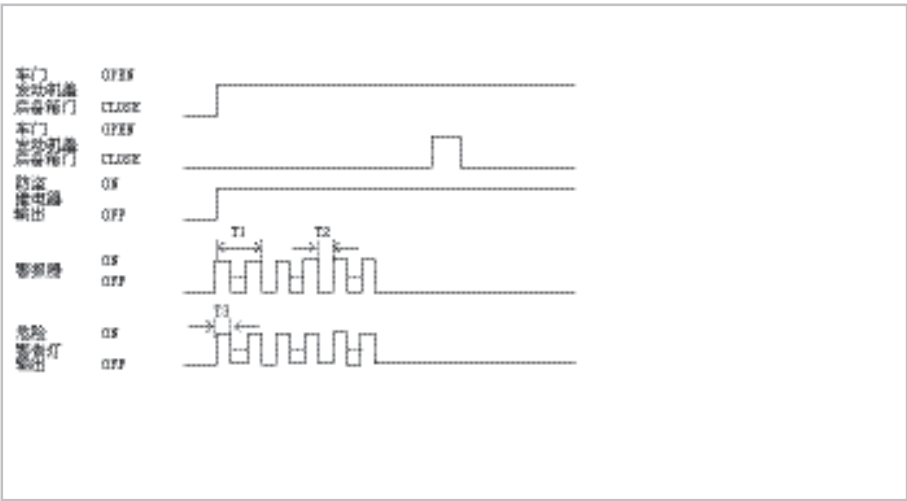 车门 OPEN
发动机盖
后备箱门 CLOSE
车门 OPEN
发动机盖
后备箱门 CLOSE
防盗 ON
继电器
输出 OFF
T1 T2
警报器 ON
OFF
T3
危险 ON
警告灯
输出 OFF